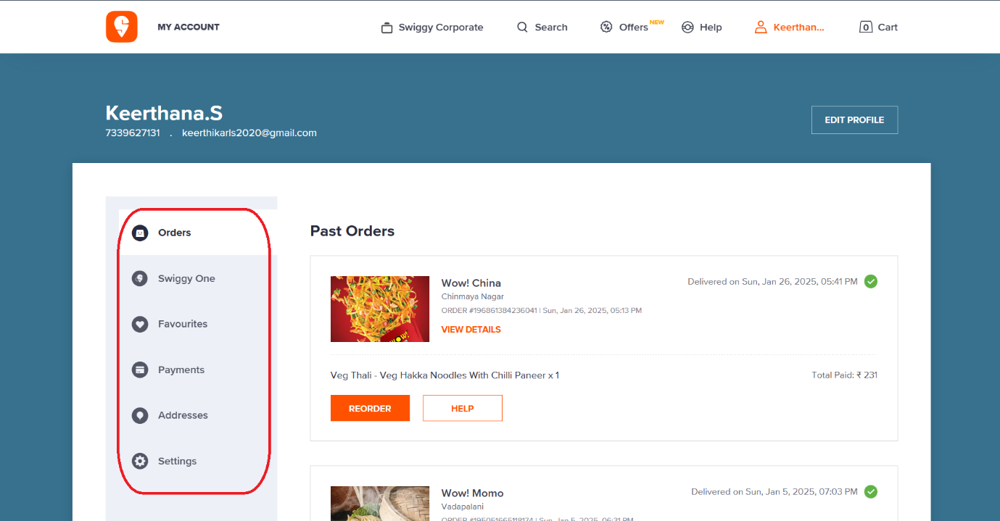 MY ACCOUNT
Swiggy Corporate
Search
Offers NEW
Help
Keerthan...
0 Cart
Keerthana.S
7339627131 . keerthikarls2020@gmail.com
EDIT PROFILE
Orders
Swiggy One
Favourites
Payments
Addresses
Settings
Past Orders
Wow! China
Delivered on Sun, Jan 26, 2025, 05:41 PM
Chinmaya Nagar
ORDER #196861384236041 | Sun, Jan 26, 2025, 05:13 PM
VIEW DETAILS
WOW!
Veg Thali - Veg Hakka Noodles With Chilli Paneer x 1
Total Paid: ₹ 231
REORDER
HELP
Wow! Momo
Delivered on Sun, Jan 5, 2025, 07:03 PM
Vadapalani
ORDER #195051665118174 | Sun, Jan 5, 2025, 06:31 PM